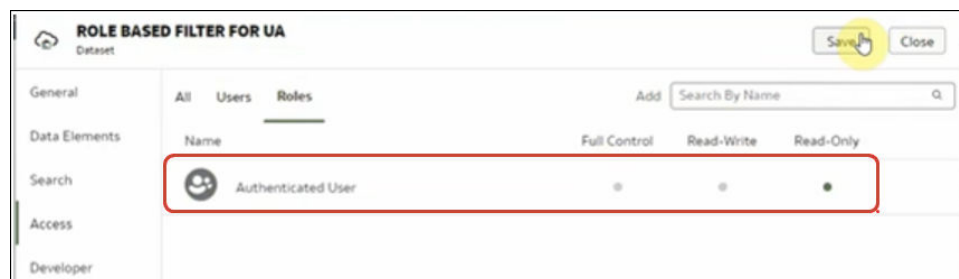 ROLE BASED FILTER FOR UA
Dataset
Save
Close
General
Data Elements
Search
Access
Developer
All Users Roles
Add Search By Name
Name Full Control Read-Write Read-Only
Authenticated User